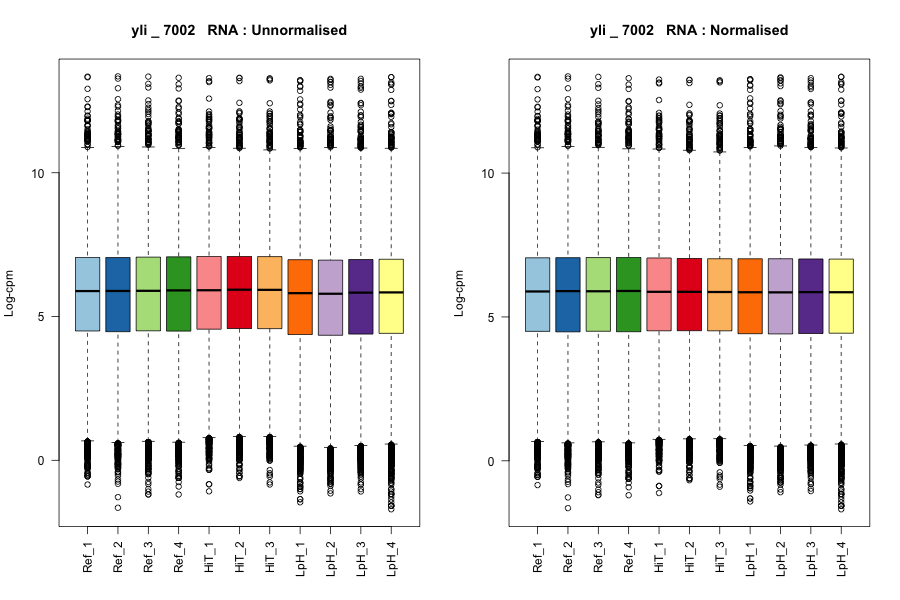 yli _ 7002 RNA : Unnormalised
Log-cpm
10
5
0
Ref_1
Ref_2
Ref_3
Ref_4
HiT_1
HiT_2
HiT_3
LpH_1
LpH_2
LpH_3
LpH_4
yli _ 7002 RNA : Normalised
Log-cpm
10
5
0
Ref_1
Ref_2
Ref_3
Ref_4
HiT_1
HiT_2
HiT_3
LpH_1
LpH_2
LpH_3
LpH_4